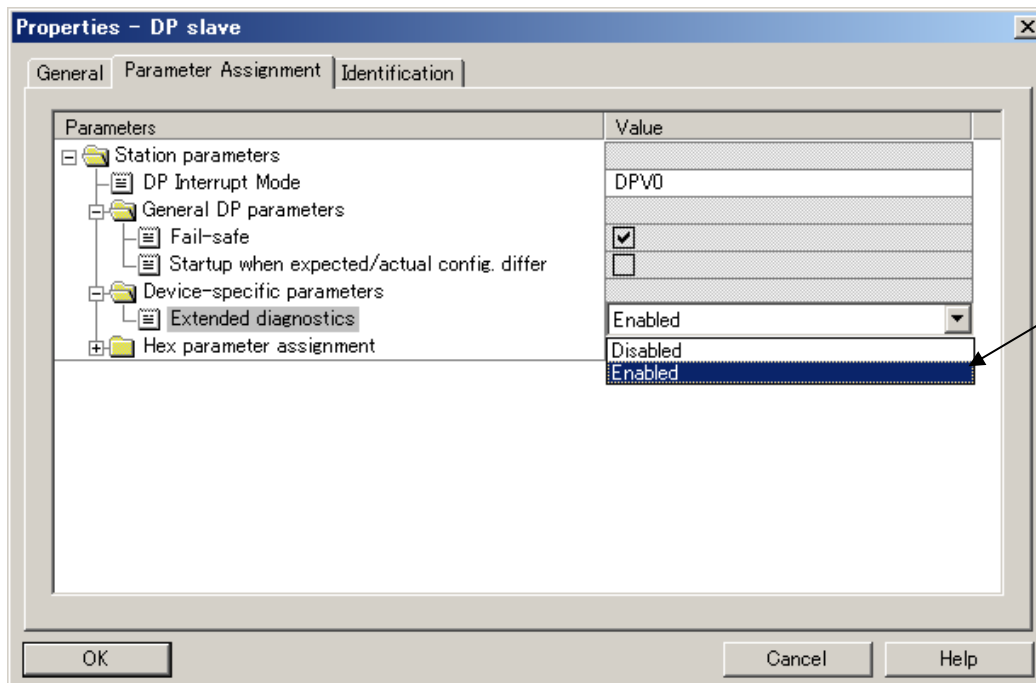 Properties - DP slave
General Parameter Assignment Identification
Parameters Value
Station parameters
DP Interrupt Mode DPV0
General DP parameters
Fail-safe
Startup when expected/actual config. differ
Device-specific parameters
Extended diagnostics Enabled
Hex parameter assignment Disabled
Enabled
OK Cancel Help